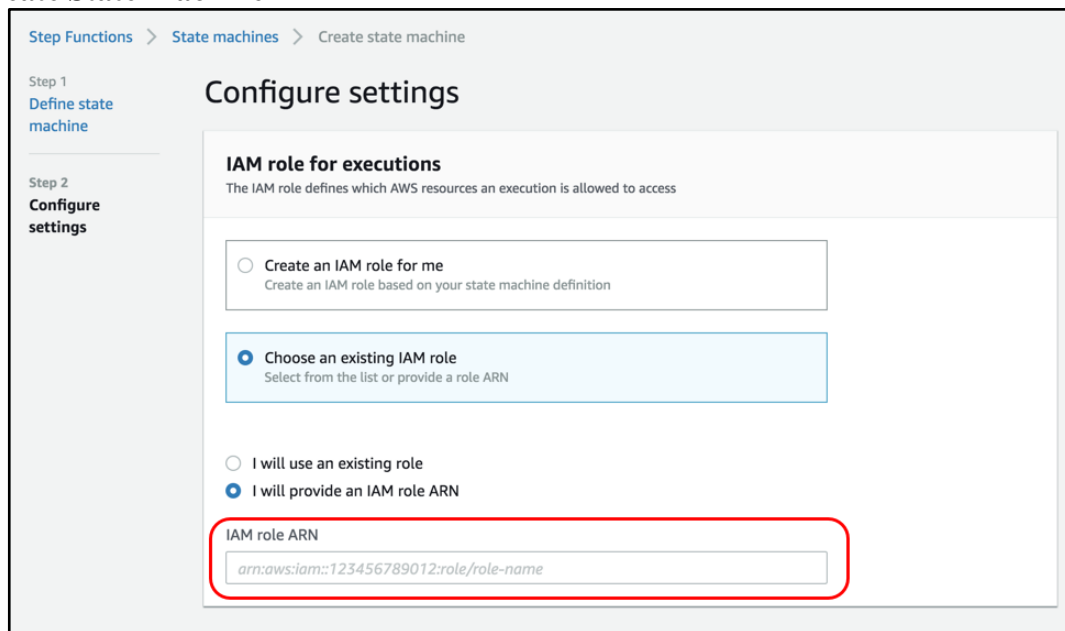 Step Functions > State machines > Create state machine
Step 1
Define state
machine
Step 2
Configure
settings
Configure settings
IAM role for executions
The IAM role defines which AWS resources an execution is allowed to access
Create an IAM role for me
Create an IAM role based on your state machine definition
Choose an existing IAM role
Select from the list or provide a role ARN
I will use an existing role
I will provide an IAM role ARN
IAM role ARN
arn:aws:iam::123456789012:role/role-name